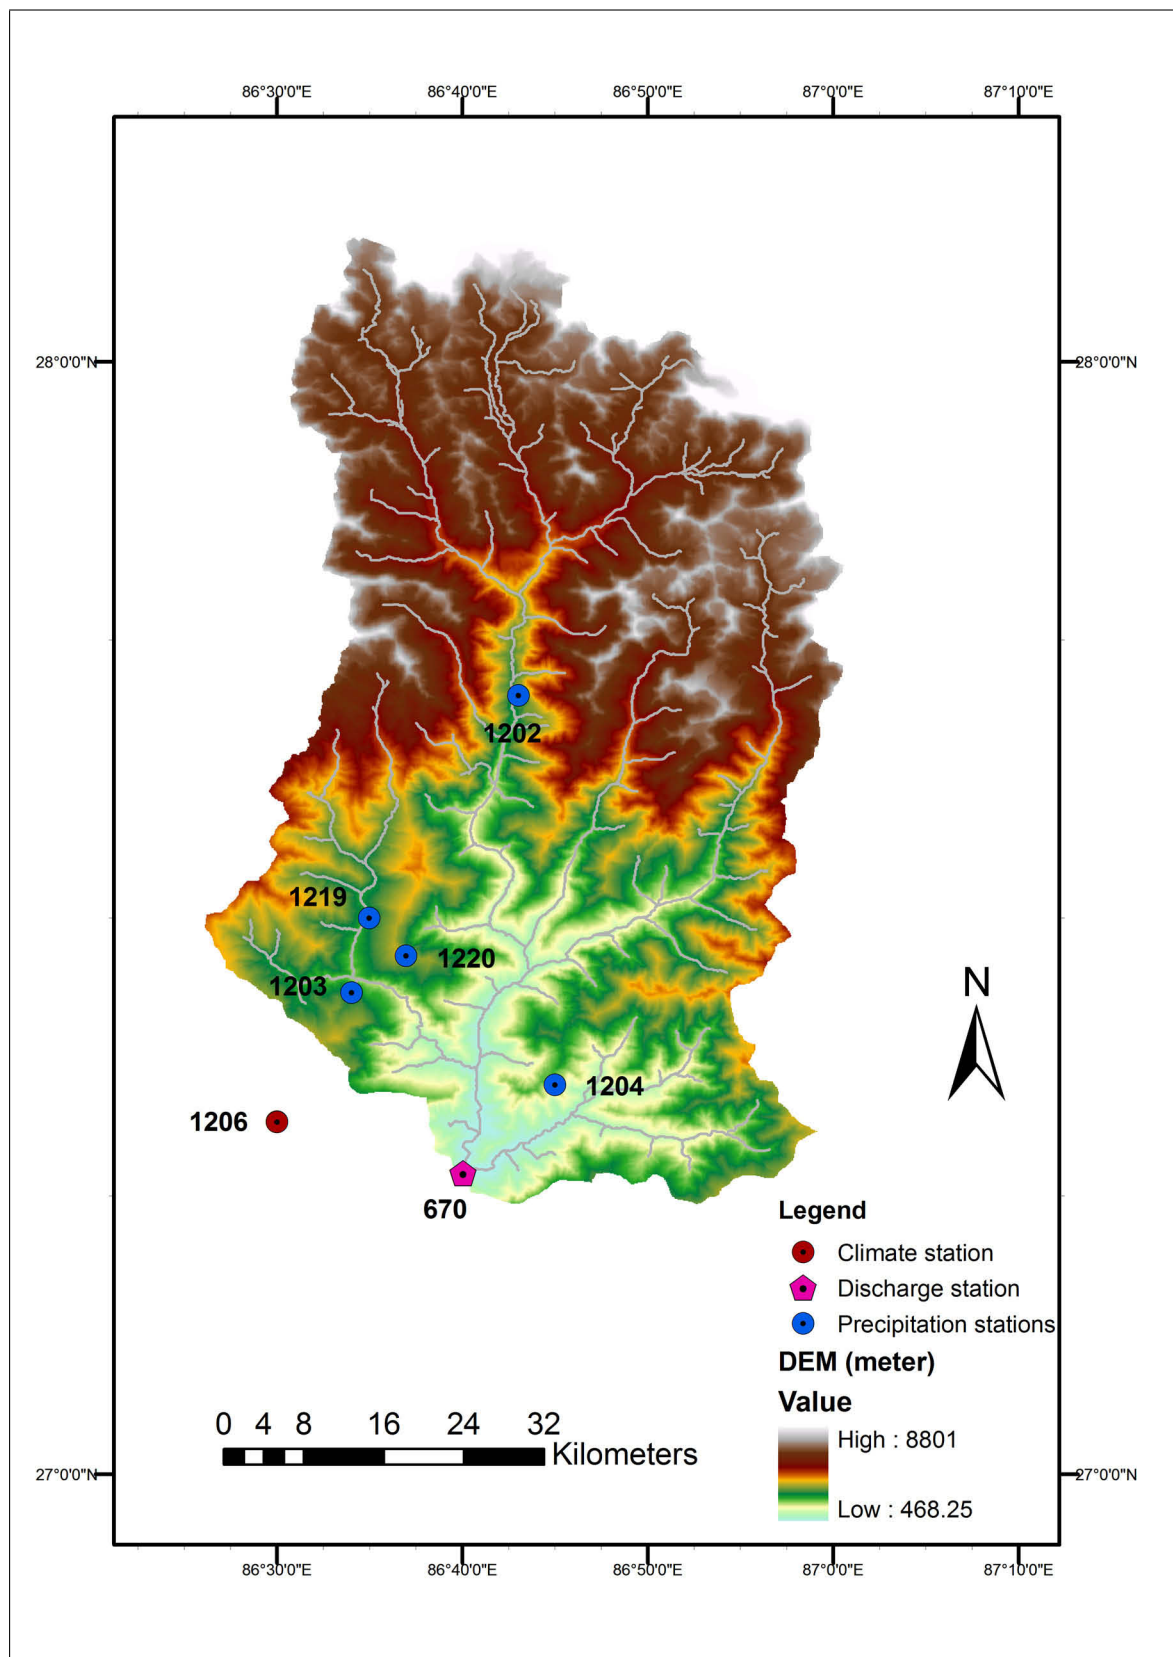 86°30'0"E 86°40'0"E 86°50'0"E 87°0'0"E 87°10'0"E
28°0'0"N 28°0'0"N
1202
1219
1220
1203
1204
1206
670
N
Legend
Climate station
Discharge station
Precipitation stations
DEM (meter)
Value
High : 8801
Low : 468.25
0 4 8 16 24 32
Kilometers
27°0'0"N 27°0'0"N
86°30'0"E 86°40'0"E 86°50'0"E 87°0'0"E 87°10'0"E